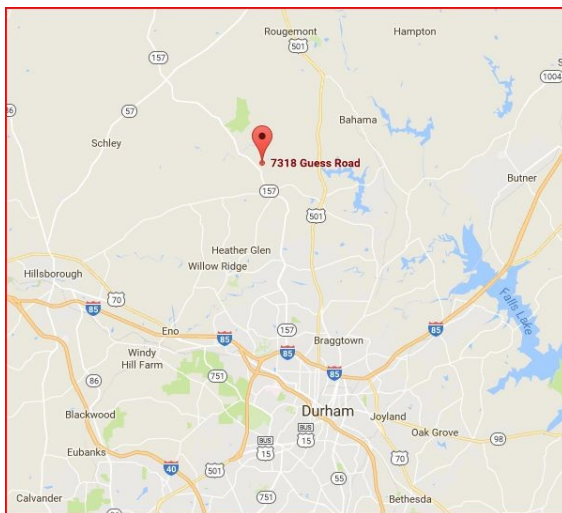 Rougemont
Hampton
501
157
1004
57
Bahama
Schley
7318 Guess Road
Butner
157
501
Heather Glen
Willow Ridge
Hillsborough
70
Falls Lake
85
Eno
85
157
Braggtown
85
85
85
Windy
Hill Farm
751
86
Durham
Blackwood
Joyland
BUS
15
BUS
15
Oak Grove
98
Eubanks
40
501
70
55
Calvander
751
Bethesda